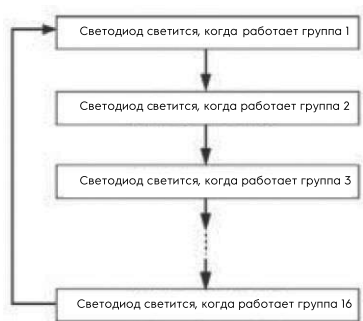 Светодиод светится, когда работает группа 1
Светодиод светится, когда работает группа 2
Светодиод светится, когда работает группа 3
Светодиод светится, когда работает группа 16